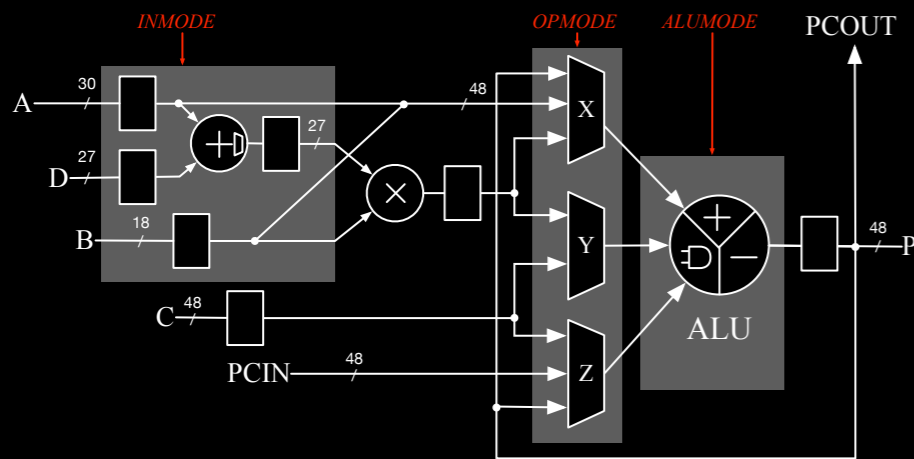 INMODE
OPMODE
ALUMODE
PCOUT
A
30
48
X
D
27
27
+
×
B
18
Y
+
−
48
P
C
48
ALU
PCIN
48
Z